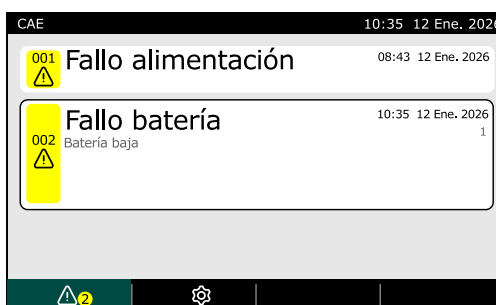 CAE 10:35 12 Ene. 202
001 Fallo alimentación 08:43 12 Ene. 2026
002 Fallo batería 10:35 12 Ene. 2026
Batería baja 1
2